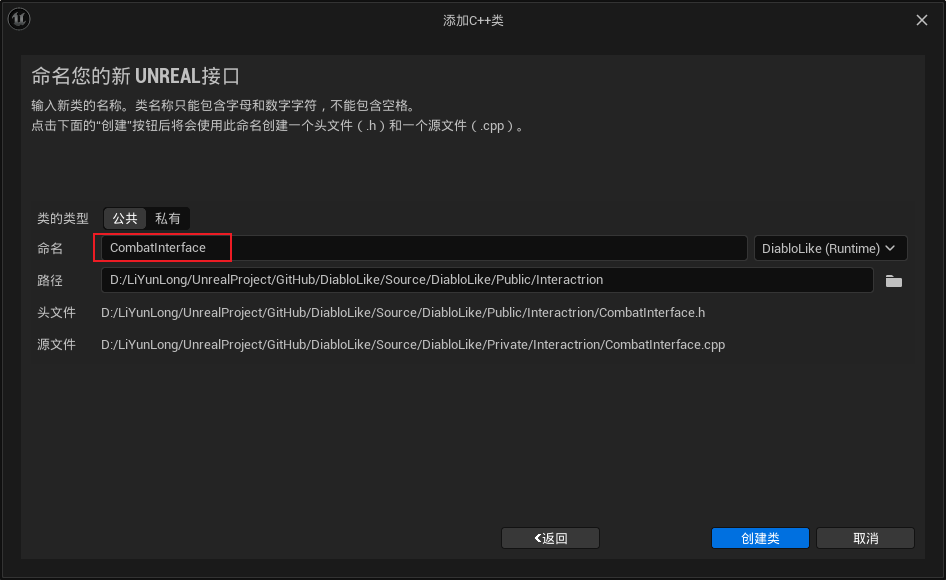 添加C++类
命名您的新 UNREAL接口
输入新类的名称。类名称只能包含字母和数字字符，不能包含空格。
点击下面的“创建”按钮后将会使用此命名创建一个头文件（.h）和一个源文件（.cpp）。
类的类型 公共 私有
命名 CombatInterface DiabloLike (Runtime)
路径 D:/LiYunLong/UnrealProject/GitHub/DiabloLike/Source/DiabloLike/Public/Interactrion
头文件 D:/LiYunLong/UnrealProject/GitHub/DiabloLike/Source/DiabloLike/Public/Interactrion/CombatInterface.h
源文件 D:/LiYunLong/UnrealProject/GitHub/DiabloLike/Source/DiabloLike/Private/Interactrion/CombatInterface.cpp
返回 创建类 取消